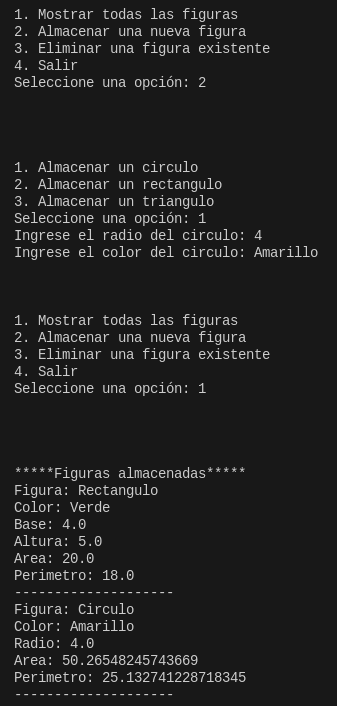 1. Mostrar todas las figuras
2. Almacenar una nueva figura
3. Eliminar una figura existente
4. Salir
Seleccione una opción: 2
1. Almacenar un circulo
2. Almacenar un rectangulo
3. Almacenar un triangulo
Seleccione una opción: 1
Ingrese el radio del circulo: 4
Ingrese el color del circulo: Amarillo
1. Mostrar todas las figuras
2. Almacenar una nueva figura
3. Eliminar una figura existente
4. Salir
Seleccione una opción: 1
*****Figuras almacenadas*****
Figura: Rectangulo
Color: Verde
Base: 4.0
Altura: 5.0
Area: 20.0
Perimetro: 18.0
--------------------
Figura: Circulo
Color: Amarillo
Radio: 4.0
Area: 50.26548245743669
Perimetro: 25.132741228718345
--------------------